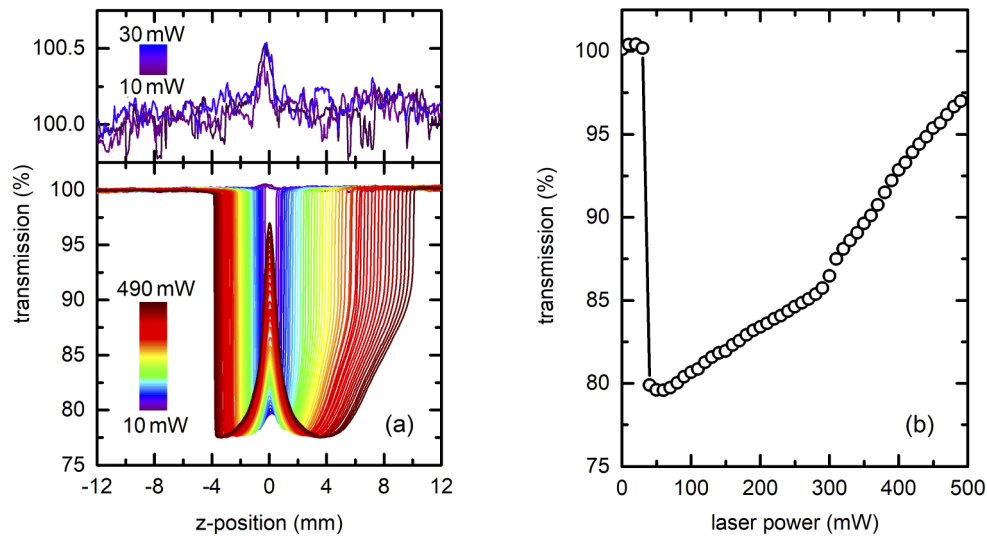 30 mW
10 mW
100.5
100.0
transmission (%)
100
95
90
85
80
75
490 mW
10 mW
(a)
-12 -8 -4 0 4 8 12
z-position (mm)
transmission (%)
100
95
90
85
80
75
(b)
0 100 200 300 400 500
laser power (mW)